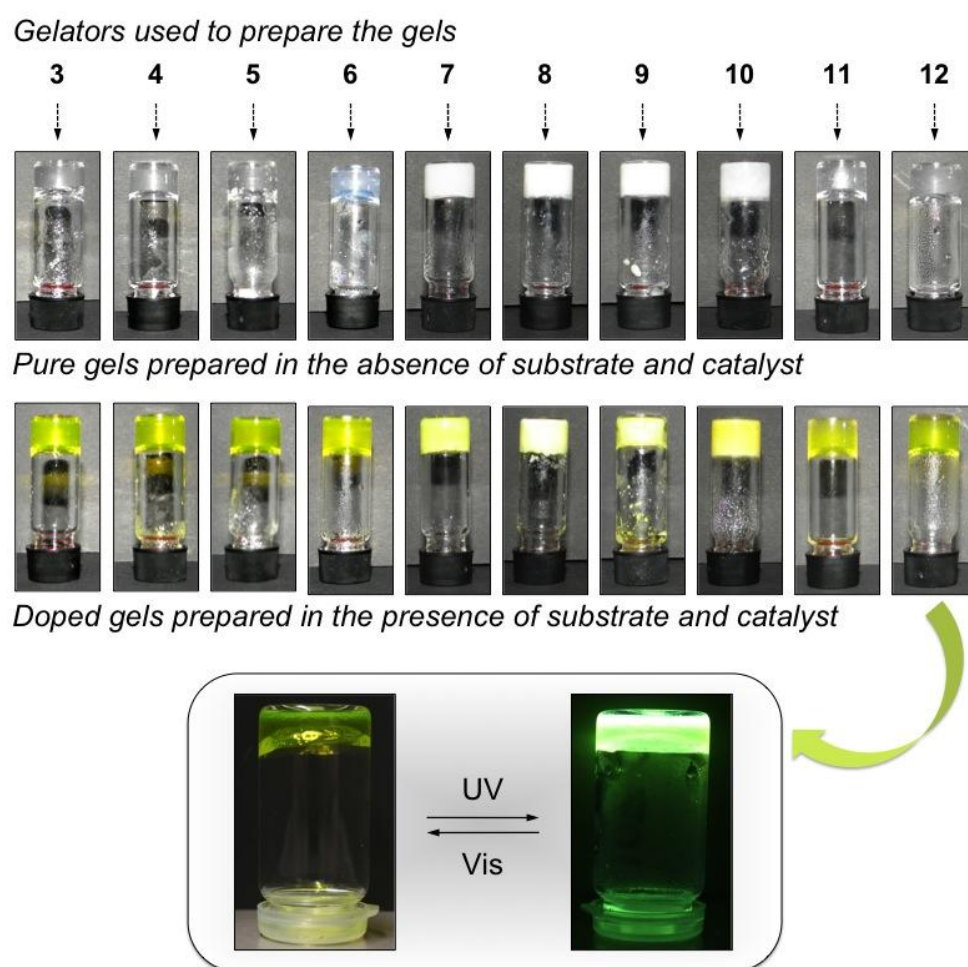 Gelators used to prepare the gels
3 4 5 6 7 8 9 10 11 12
Pure gels prepared in the absence of substrate and catalyst
Doped gels prepared in the presence of substrate and catalyst
UV
Vis